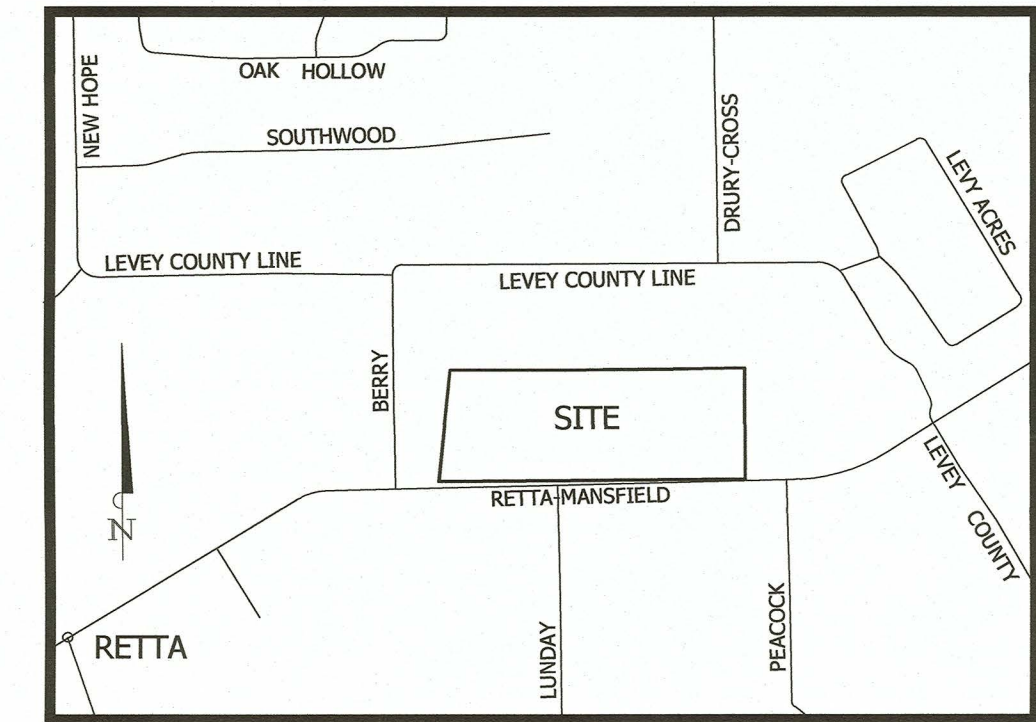 OAK HOLLOW
NEW HOPE
SOUTHWOOD
DRURY-CROSS
LEVY ACRES
LEVEY COUNTY LINE
LEVEY COUNTY LINE
BERRY
SITE
LEVEY COUNTY
RETTA-MANSFIELD
N
RETTA
LUNDAY
PEACOCK